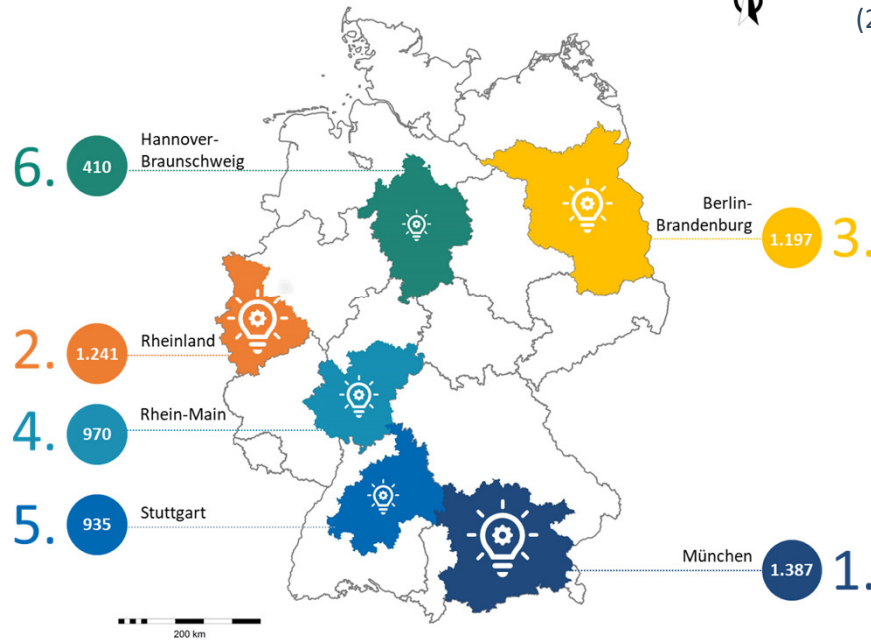 (2
Hannover-
Braunschweig
6.
410
Berlin-
Brandenburg
1.197
3.
2.
1.241
Rheinland
4.
970
Rhein-Main
5.
935
Stuttgart
München
1.387
1.
200 km